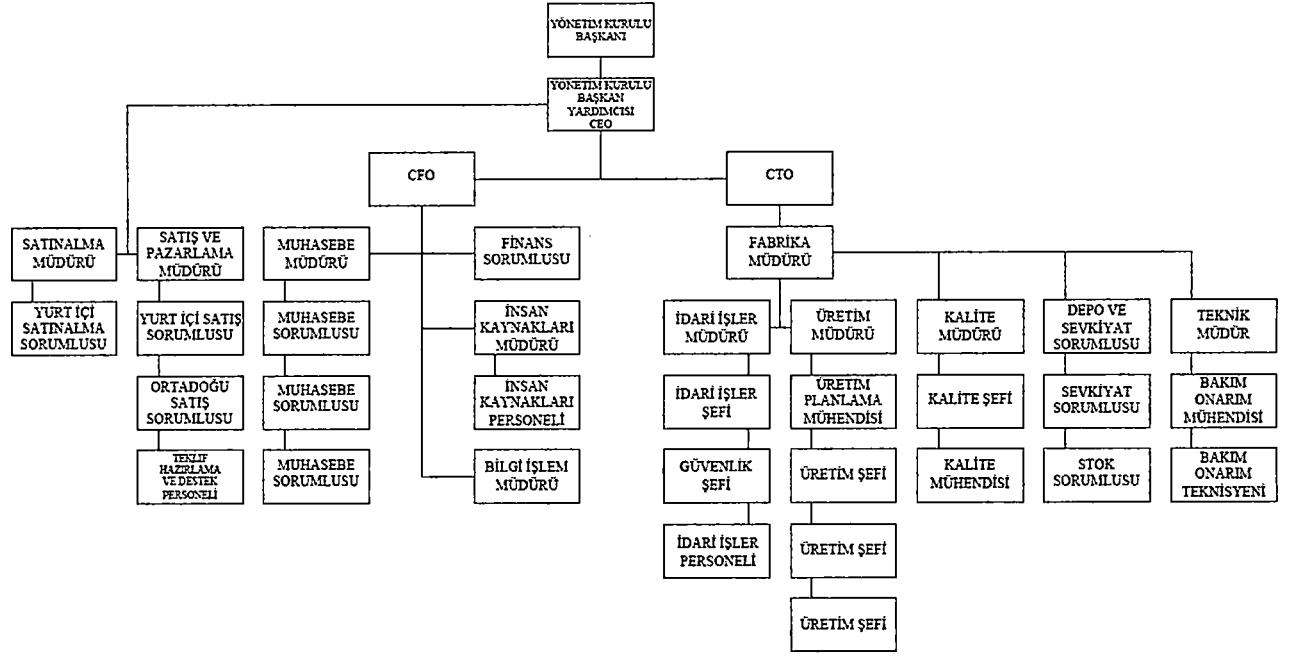 YÖNETİM KURULU
BAŞKANI
YÖNETİM KURULU
BAŞKAN
YARDIMCISI
CEO
CFO
CTO
SATINALMA
MÜDÜRÜ
SATIŞ VE
PAZARLAMA
MÜDÜRÜ
MUHASEBE
MÜDÜRÜ
FİNANS
SORUMLUSU
FABRİKA
MÜDÜRÜ
YURT İÇİ
SATINALMA
SORUMLUSU
YURT İÇİ SATIŞ
SORUMLUSU
MUHASEBE
SORUMLUSU
İNSAN
KAYNAKLARI
MÜDÜRÜ
İDARİ İŞLER
MÜDÜRÜ
ÜRETİM
MÜDÜRÜ
KALİTE
MÜDÜRÜ
DEPO VE
SEVKİYAT
SORUMLUSU
TEKNİK
MÜDÜR
ORTADOĞU
SATIŞ
SORUMLUSU
MUHASEBE
SORUMLUSU
İNSAN
KAYNAKLARI
PERSONELİ
İDARİ İŞLER
ŞEFİ
ÜRETİM
PLANLAMA
MÜHENDİSİ
KALİTE ŞEFİ
SEVKİYAT
SORUMLUSU
BAKIM
ONARIM
MÜHENDİSİ
TEKLIF
HAZIRLAMA
VE DESTEK
PERSONELİ
MUHASEBE
SORUMLUSU
BİLGİ İŞLEM
MÜDÜRÜ
GÜVENLİK
ŞEFİ
ÜRETİM ŞEFİ
KALİTE
MÜHENDİSİ
STOK
SORUMLUSU
BAKIM
ONARIM
TEKNİSYENİ
İDARİ İŞLER
PERSONELİ
ÜRETİM ŞEFİ
ÜRETİM ŞEFİ